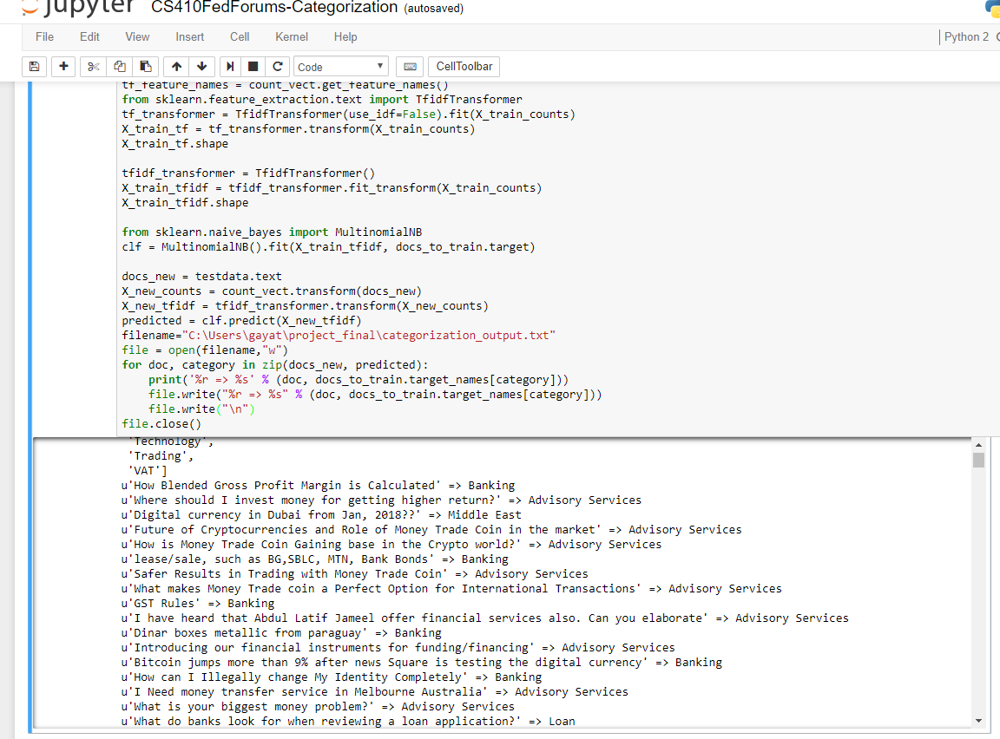 jupyter CS410FedForums-Categorization (autosaved)
File Edit View Insert Cell Kernel Help Python 2
Code CellToolbar
tf_feature_names = count_vect.get_feature_names()
from sklearn.feature_extraction.text import TfidfTransformer
tf_transformer = TfidfTransformer(use_idf=False).fit(X_train_counts)
X_train_tf = tf_transformer.transform(X_train_counts)
X_train_tf.shape
tfidf_transformer = TfidfTransformer()
X_train_tfidf = tfidf_transformer.fit_transform(X_train_counts)
X_train_tfidf.shape
from sklearn.naive_bayes import MultinomialNB
clf = MultinomialNB().fit(X_train_tfidf, docs_to_train.target)
docs_new = testdata.text
X_new_counts = count_vect.transform(docs_new)
X_new_tfidf = tfidf_transformer.transform(X_new_counts)
predicted = clf.predict(X_new_tfidf)
filename="C:\Users\gayat\project_final\categorization_output.txt"
file = open(filename,"w")
for doc, category in zip(docs_new, predicted):
    print('%r => %s' % (doc, docs_to_train.target_names[category]))
    file.write("%r => %s" % (doc, docs_to_train.target_names[category]))
    file.write("\n")
file.close()
'Technology',
'Trading',
'VAT']
u'How Blended Gross Profit Margin is Calculated' => Banking
u'Where should I invest money for getting higher return?' => Advisory Services
u'Digital currency in Dubai from Jan, 2018??' => Middle East
u'Future of Cryptocurrencies and Role of Money Trade Coin in the market' => Advisory Services
u'How is Money Trade Coin Gaining base in the Crypto world?' => Advisory Services
u'lease/sale, such as BG,SBLC, MTN, Bank Bonds' => Banking
u'Safer Results in Trading with Money Trade Coin' => Advisory Services
u'What makes Money Trade coin a Perfect Option for International Transactions' => Advisory Services
u'GST Rules' => Banking
u'I have heard that Abdul Latif Jameel offer financial services also. Can you elaborate' => Advisory Services
u'Dinar boxes metallic from paraguay' => Banking
u'Introducing our financial instruments for funding/financing' => Advisory Services
u'Bitcoin jumps more than 9% after news Square is testing the digital currency' => Banking
u'How can I Illegally change My Identity Completely' => Banking
u'I Need money transfer service in Melbourne Australia' => Advisory Services
u'What is your biggest money problem?' => Advisory Services
u'What do banks look for when reviewing a loan application?' => Loan